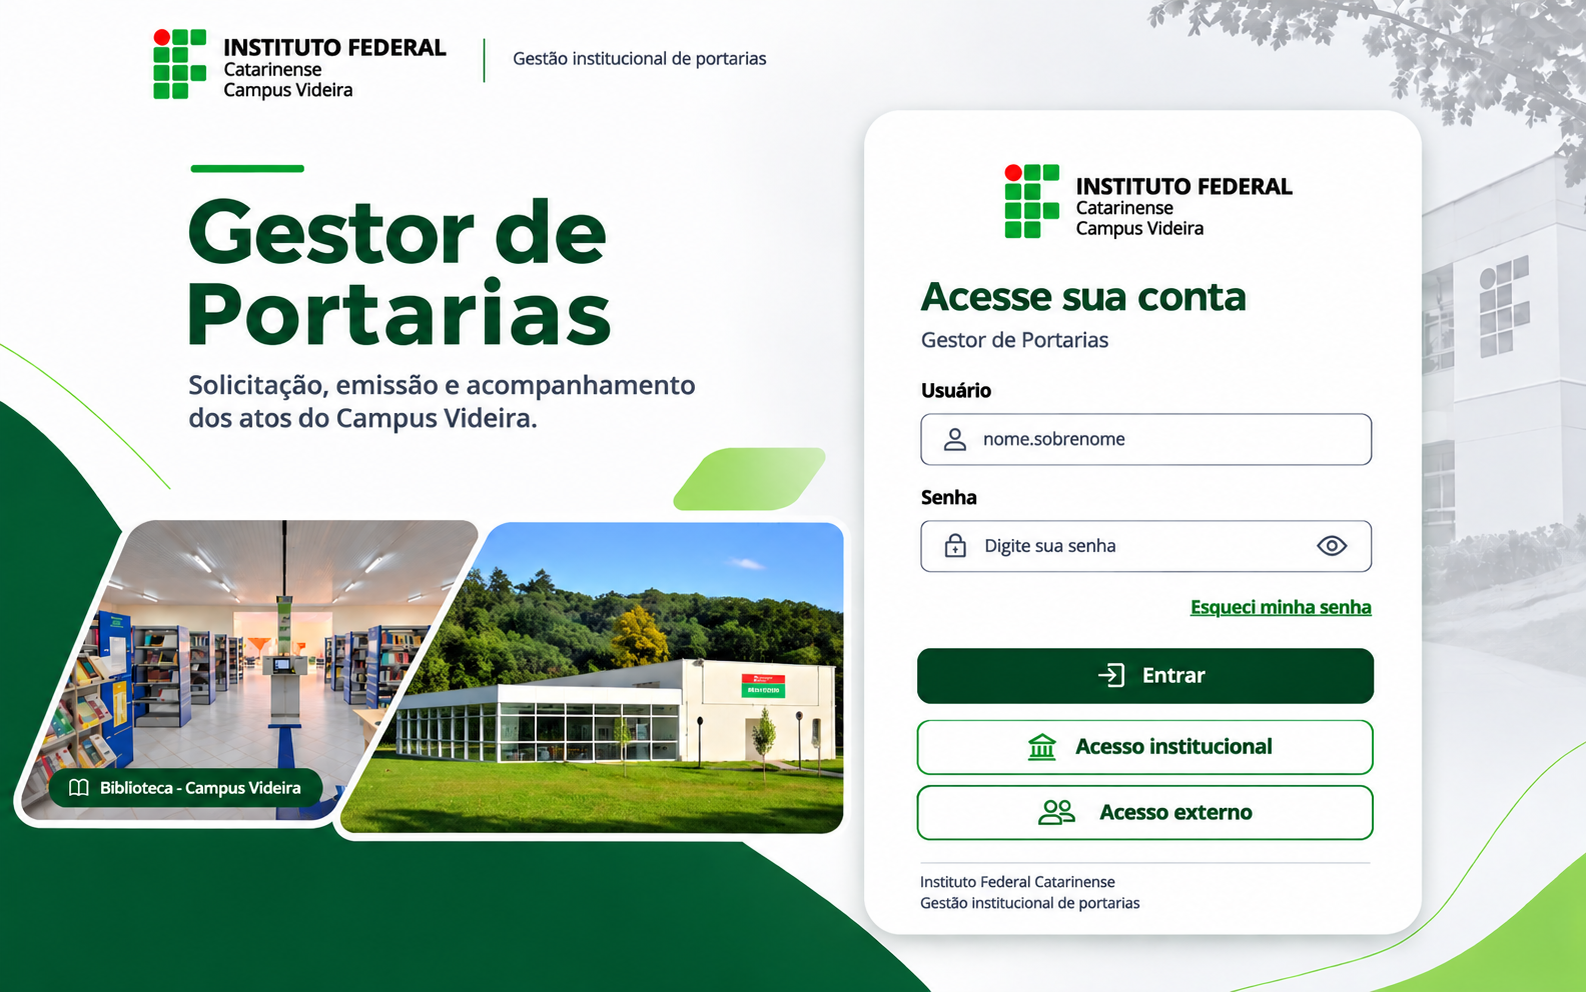 INSTITUTO FEDERAL
Catarinense
Campus Videira
Gestão institucional de portarias
Gestor de
Portarias
Solicitação, emissão e acompanhamento
dos atos do Campus Videira.
Biblioteca - Campus Videira
INSTITUTO FEDERAL
Catarinense
Campus Videira
Acesse sua conta
Gestor de Portarias
Usuário
nome.sobrenome
Senha
Digite sua senha
Esqueci minha senha
Entrar
Acesso institucional
Acesso externo
Instituto Federal Catarinense
Gestão institucional de portarias